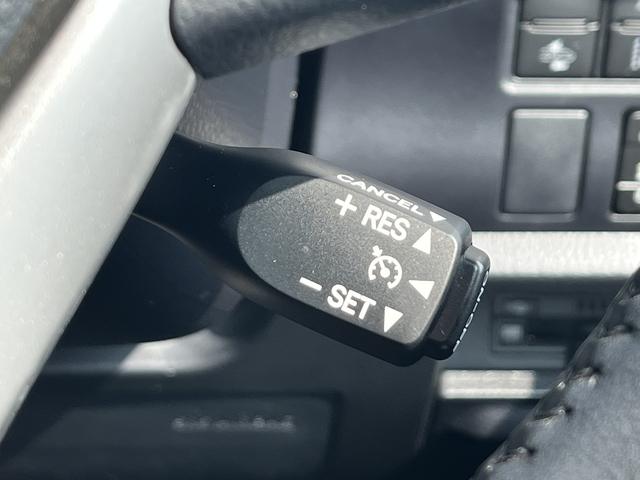 CANCEL ▼
+ RES ▲
◀
- SET ▼